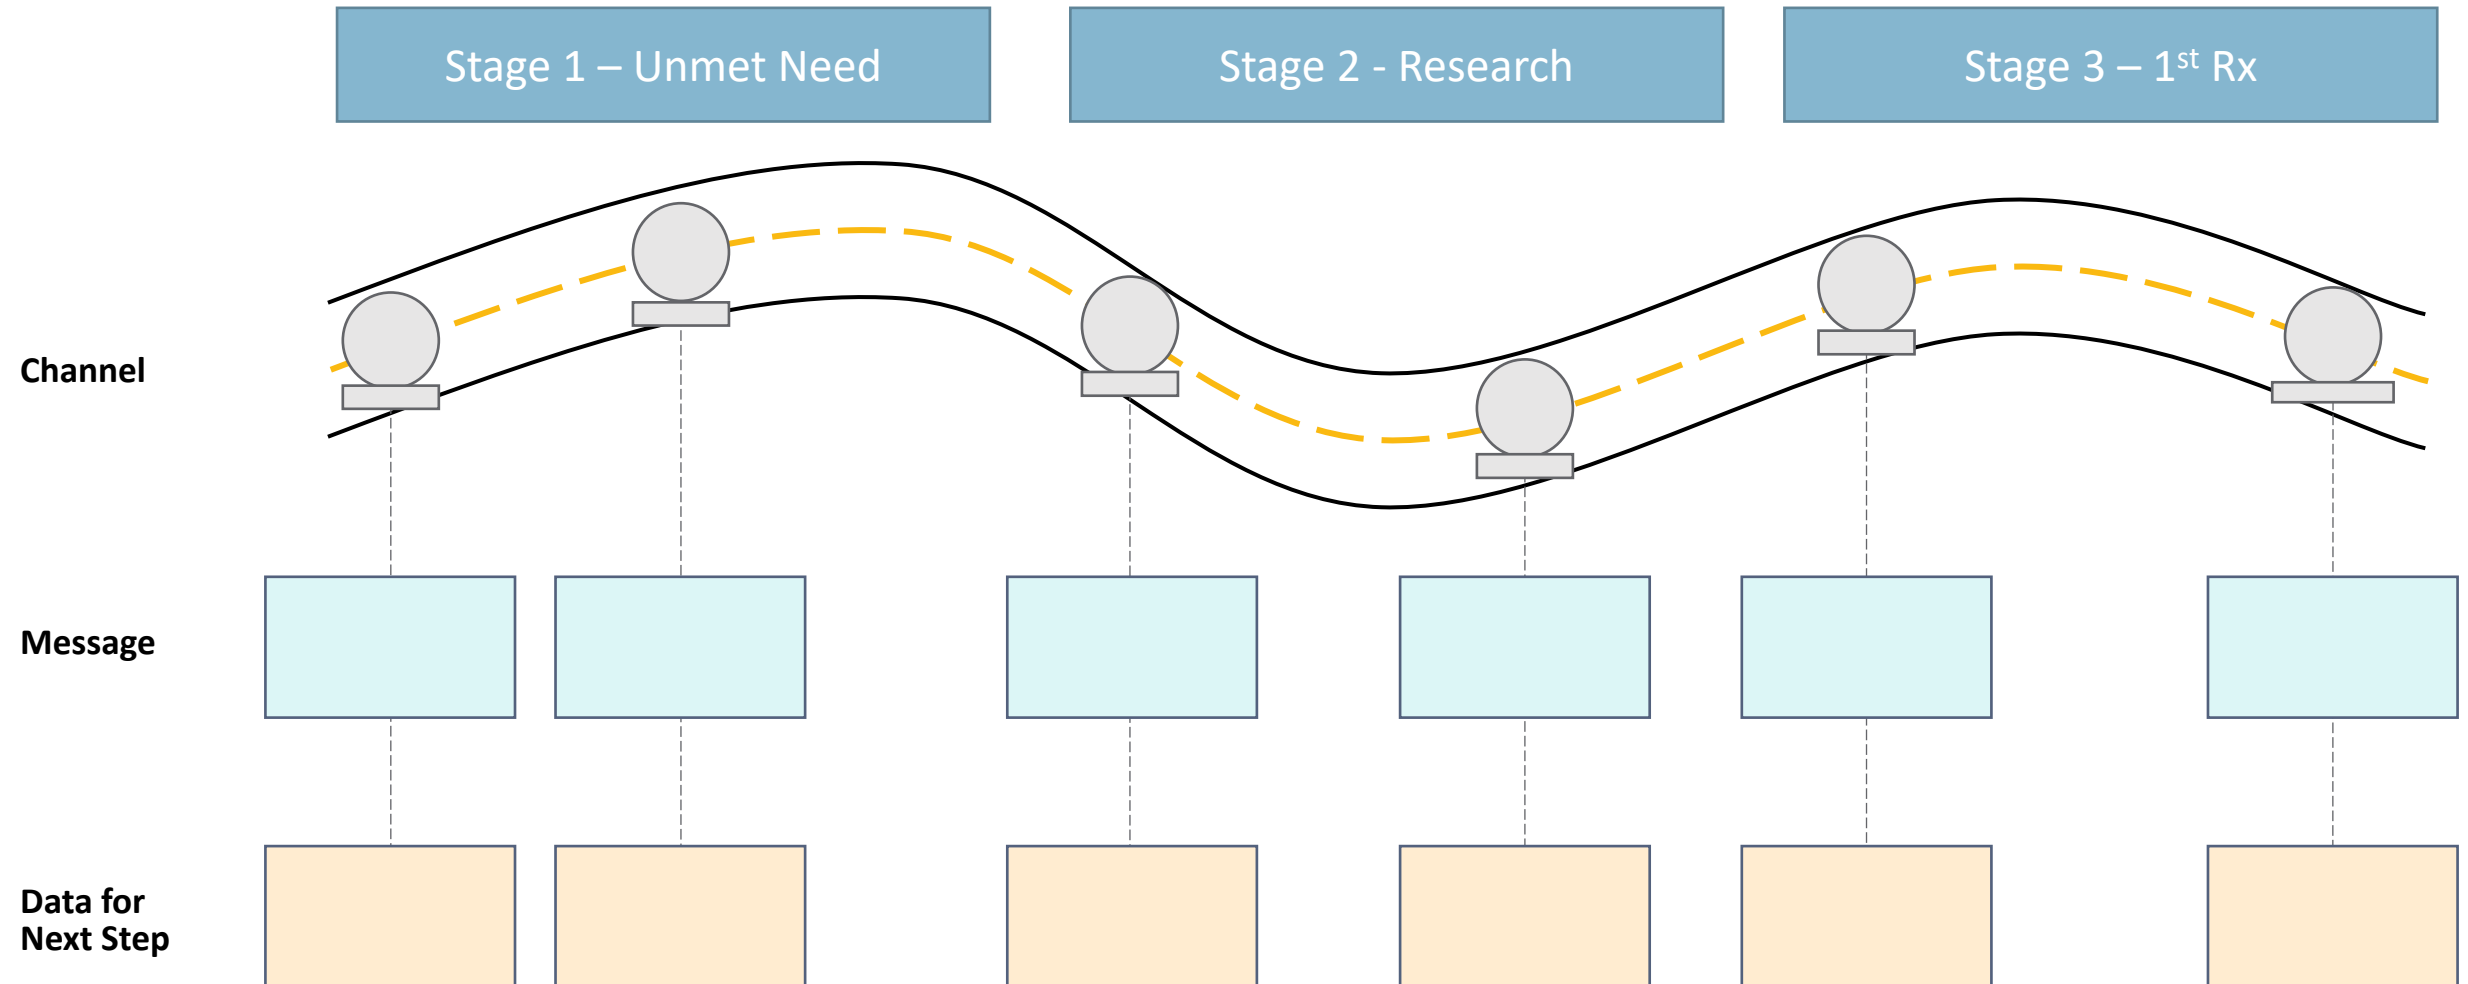 Stage 1 – Unmet Need
Stage 2 - Research
Stage 3 – 1st Rx
Channel
Message
Data for
Next Step